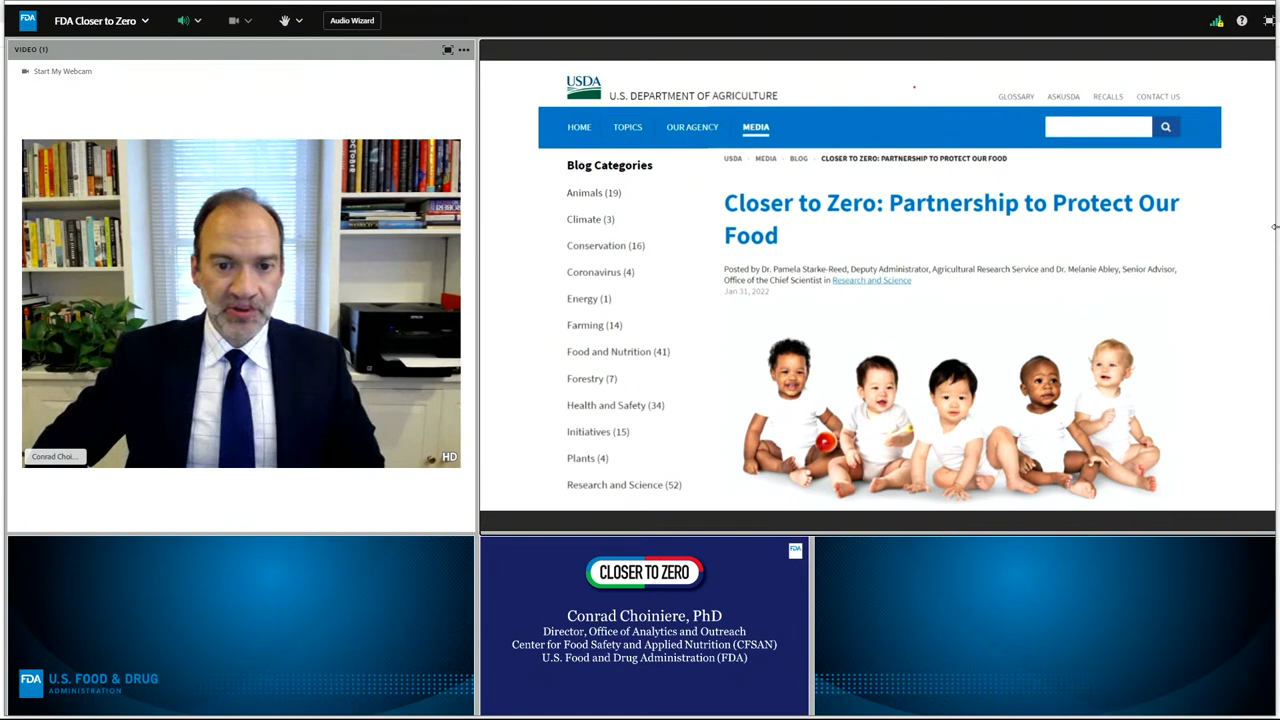 FDA
FDA Closer to Zero
Audio Wizard
VIDEO (1)
Start My Webcam
EPSON
Conrad Choi...
HD
USDA
U.S. DEPARTMENT OF AGRICULTURE
GLOSSARY ASKUSDA RECALLS CONTACT US
HOME TOPICS OUR AGENCY MEDIA
USDA MEDIA BLOG CLOSER TO ZERO: PARTNERSHIP TO PROTECT OUR FOOD
Blog Categories
Animals (19)
Climate (3)
Conservation (16)
Coronavirus (4)
Energy (1)
Farming (14)
Food and Nutrition (41)
Forestry (7)
Health and Safety (34)
Initiatives (15)
Plants (4)
Research and Science (52)
Closer to Zero: Partnership to Protect Our
Food
Posted by Dr. Pamela Starke-Reed, Deputy Administrator, Agricultural Research Service and Dr. Melanie Abley, Senior Advisor,
Office of the Chief Scientist in Research and Science
Jan 31, 2022
FDA
CLOSER TO ZERO
Conrad Choiniere, PhD
Director, Office of Analytics and Outreach
Center for Food Safety and Applied Nutrition (CFSAN)
U.S. Food and Drug Administration (FDA)
FDA U.S. FOOD & DRUG
ADMINISTRATION